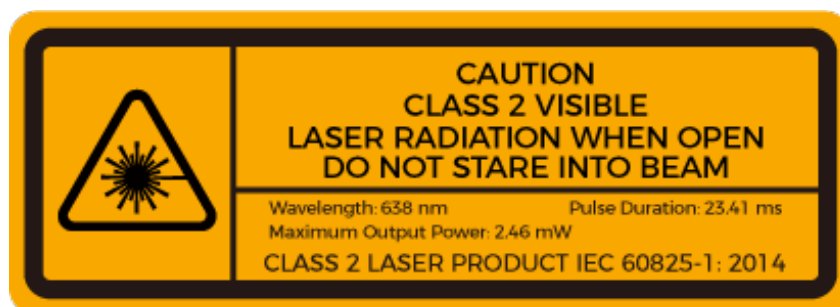 CAUTION
CLASS 2 VISIBLE
LASER RADIATION WHEN OPEN
DO NOT STARE INTO BEAM
Wavelength: 638 nm Pulse Duration: 23.41 ms
Maximum Output Power: 2.46 mW
CLASS 2 LASER PRODUCT IEC 60825-1: 2014